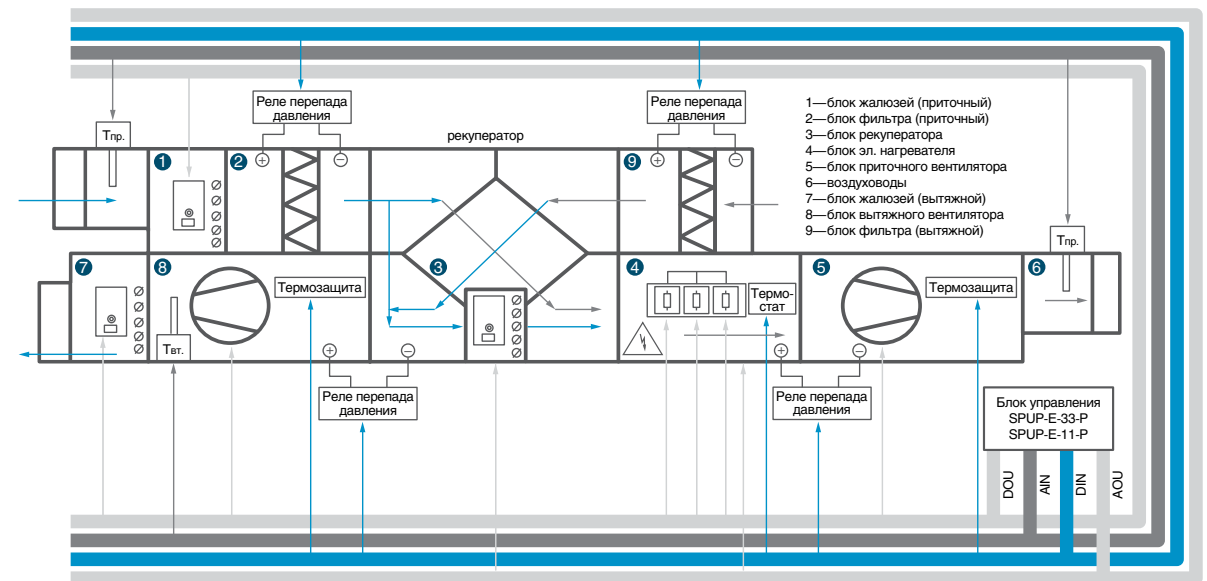 Реле перепада
давления
Реле перепада
давления
1—блок жалюзей (приточный)
2—блок фильтра (приточный)
3—блок рекуператора
4—блок эл. нагревателя
5—блок приточного вентилятора
6—воздуховоды
7—блок жалюзей (вытяжной)
8—блок вытяжного вентилятора
9—блок фильтра (вытяжной)
Тпр.
рекуператор
1
2
9
+
−
+
−
Тпр.
7
8
3
4
5
6
Термозащита
Термо-
стат
Термозащита
Твт.
+
−
+
−
Реле перепада
давления
Реле перепада
давления
Блок управления
SPUP-E-33-P
SPUP-E-11-P
DOU
AIN
DIN
AOU